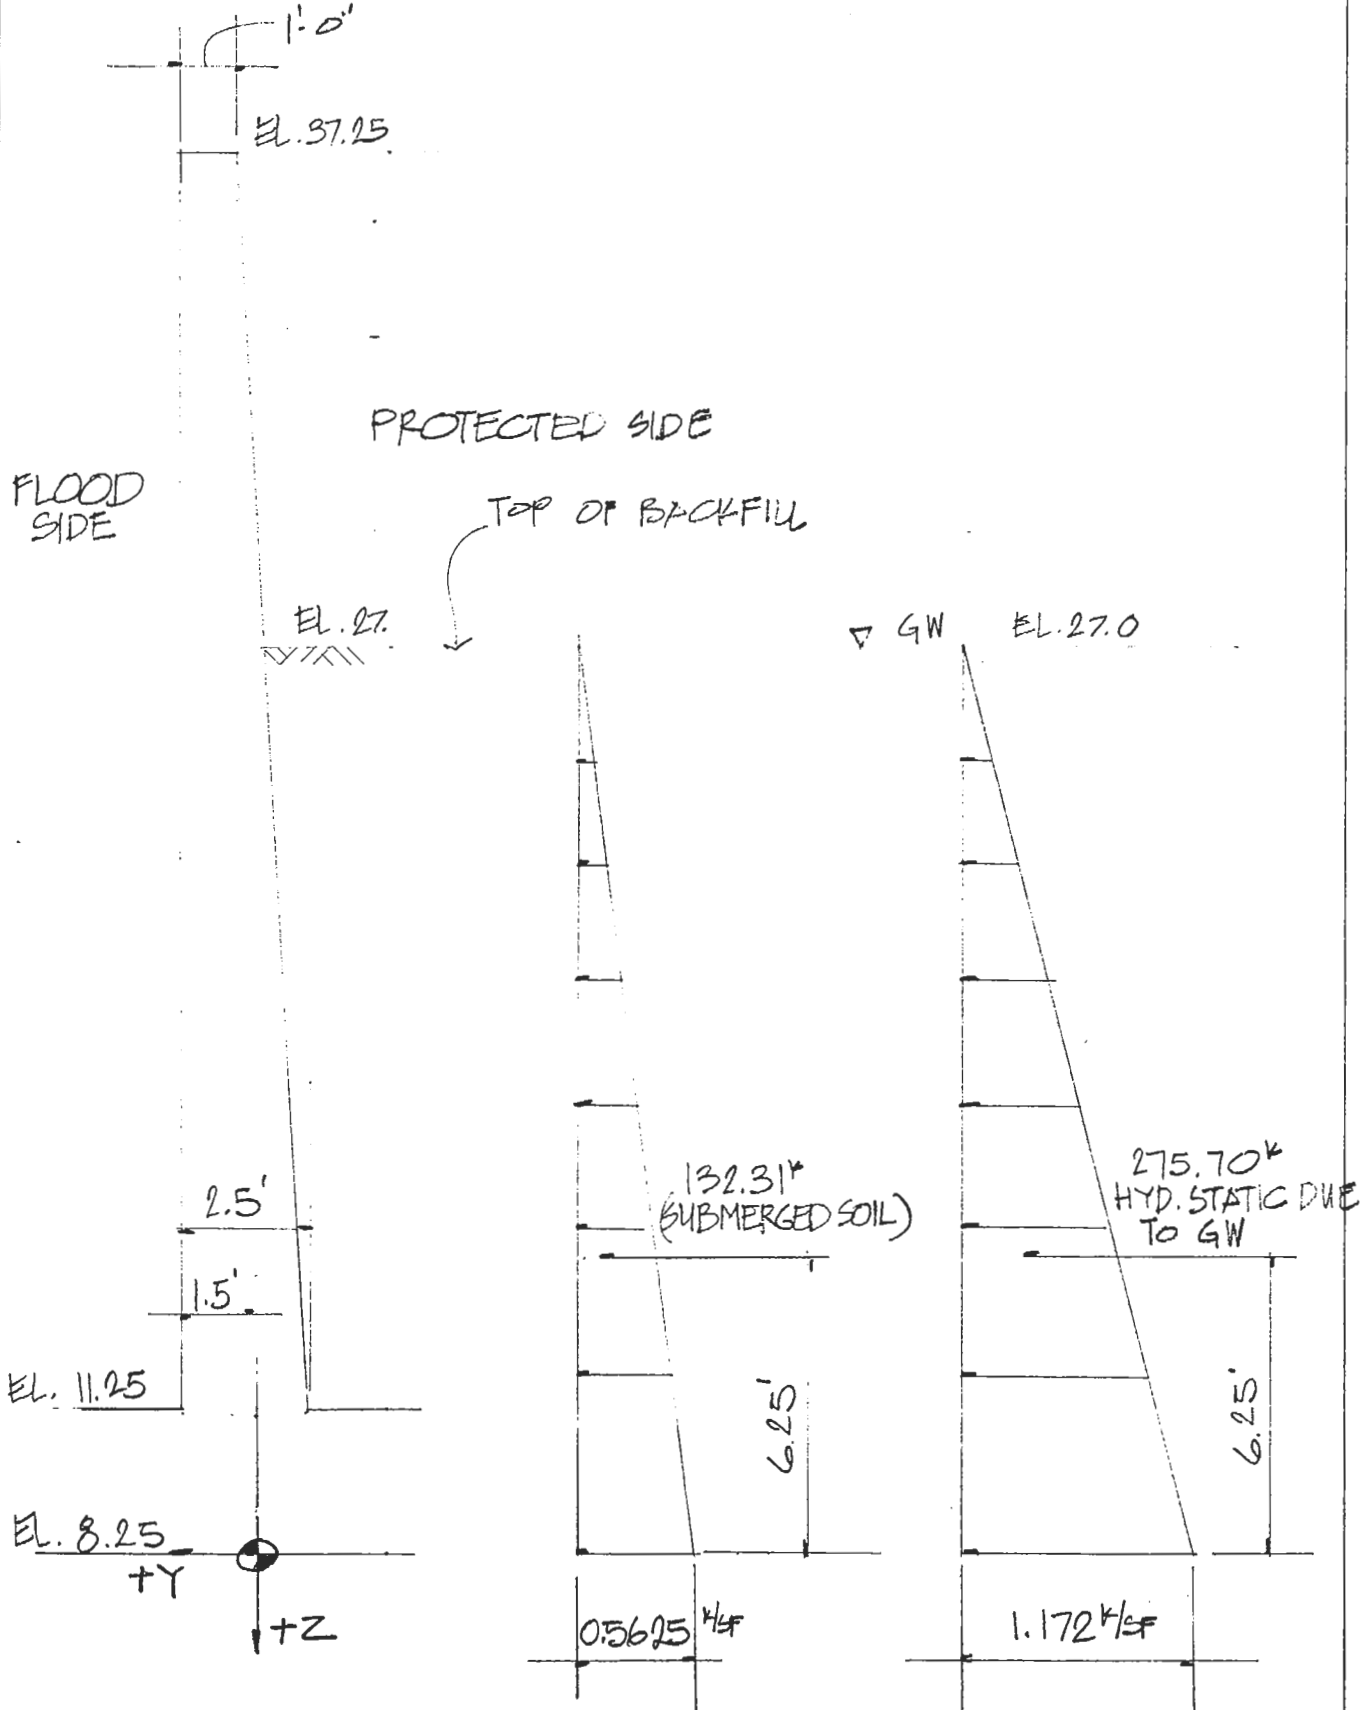 1'-0"
EL. 37.25
PROTECTED SIDE
FLOOD
SIDE
TOP OF BACKFILL
EL. 27.
GW EL. 27.0
132.31ᵏ
(SUBMERGED SOIL)
275.70ᵏ
HYD. STATIC DUE
TO GW
2.5'
1.5'
6.25'
6.25'
EL. 11.25
EL. 8.25
+Y
+Z
0.5625 K/SF
1.172 K/SF